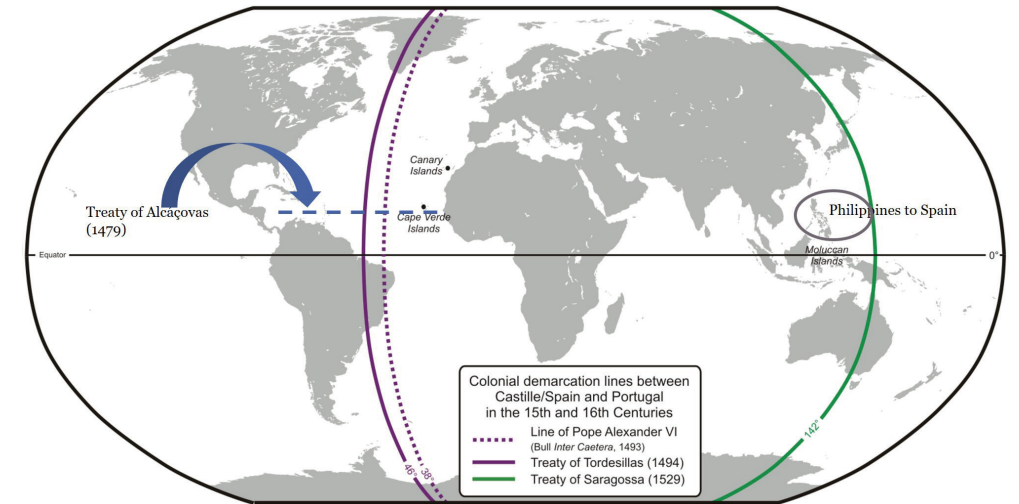 Canary
Islands
Treaty of Alcáçovas
(1479)
Cape Verde
Islands
Philippines to Spain
Moluccan
Islands
Equator
0°
Colonial demarcation lines between
Castille/Spain and Portugal
in the 15th and 16th Centuries
Line of Pope Alexander VI
(Bull Inter Caetera, 1493)
Treaty of Tordesillas (1494)
Treaty of Saragossa (1529)
46°
38°
142°